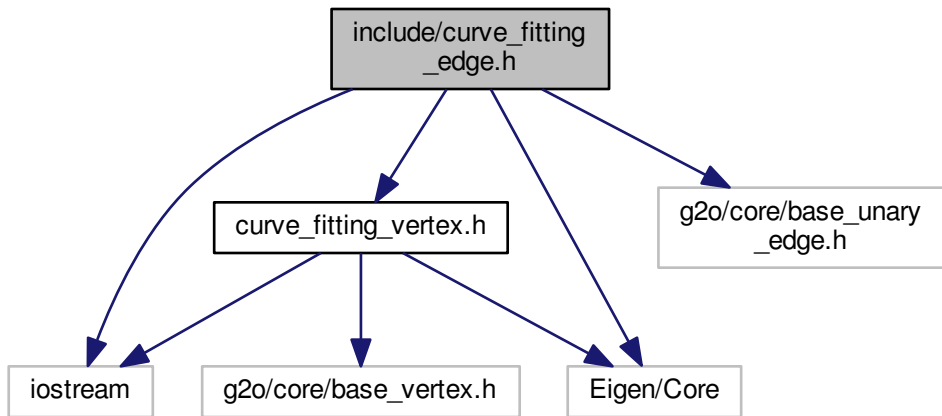 include/curve_fitting
_edge.h
curve_fitting_vertex.h
g2o/core/base_unary
_edge.h
iostream
g2o/core/base_vertex.h
Eigen/Core